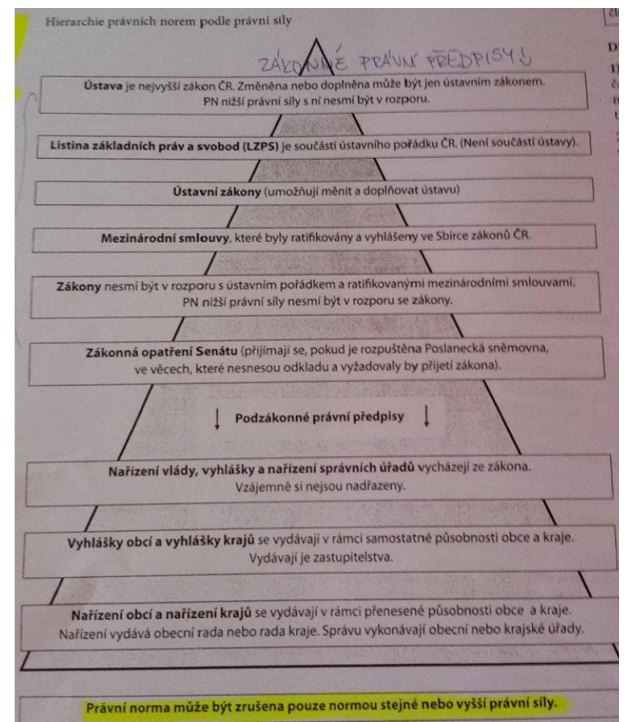 Hierarchie právních norem podle právní síly
ZÁKONNÉ PRÁVNÍ PŘEDPISY ↓
Ústava je nejvyšší zákon ČR. Změněna nebo doplněna může být jen ústavním zákonem.
PN nižší právní síly s ní nesmí být v rozporu.
Listina základních práv a svobod (LZPS) je součástí ústavního pořádku ČR. (Není součástí ústavy).
Ústavní zákony (umožňují měnit a doplňovat ústavu)
Mezinárodní smlouvy, které byly ratifikovány a vyhlášeny ve Sbírce zákonů ČR.
Zákony nesmí být v rozporu s ústavním pořádkem a ratifikovanými mezinárodními smlouvami.
PN nižší právní síly nesmí být v rozporu se zákony.
Zákonná opatření Senátu (přijímají se, pokud je rozpuštěna Poslanecká sněmovna,
ve věcech, které nesnesou odkladu a vyžadovaly by přijetí zákona).
↓ Podzákonné právní předpisy ↓
Nařízení vlády, vyhlášky a nařízení správních úřadů vycházejí ze zákona.
Vzájemně si nejsou nadřazeny.
Vyhlášky obcí a vyhlášky krajů se vydávají v rámci samostatné působnosti obce a kraje.
Vydávají je zastupitelstva.
Nařízení obcí a nařízení krajů se vydávají v rámci přenesené působnosti obce a kraje.
Nařízení vydává obecní rada nebo rada kraje. Správu vykonávají obecní nebo krajské úřady.
Právní norma může být zrušena pouze normou stejné nebo vyšší právní síly.